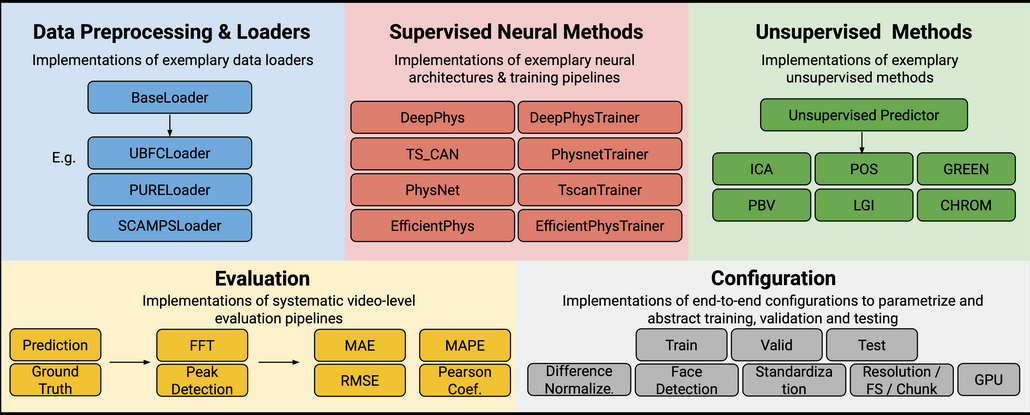 Data Preprocessing & Loaders
Implementations of exemplary data loaders
BaseLoader
E.g.
UBFCLoader
PURELoader
SCAMPSLoader
Supervised Neural Methods
Implementations of exemplary neural
architectures & training pipelines
DeepPhys
DeepPhysTrainer
TS_CAN
PhysnetTrainer
PhysNet
TscanTrainer
EfficientPhys
EfficientPhysTrainer
Unsupervised Methods
Implementations of exemplary
unsupervised methods
Unsupervised Predictor
ICA
POS
GREEN
PBV
LGI
CHROM
Evaluation
Implementations of systematic video-level
evaluation pipelines
Prediction
Ground
Truth
FFT
Peak
Detection
MAE
MAPE
RMSE
Pearson
Coef.
Configuration
Implementations of end-to-end configurations to parametrize and
abstract training, validation and testing
Train
Valid
Test
Difference
Normalize.
Face
Detection
Standardiza
tion
Resolution /
FS / Chunk
GPU